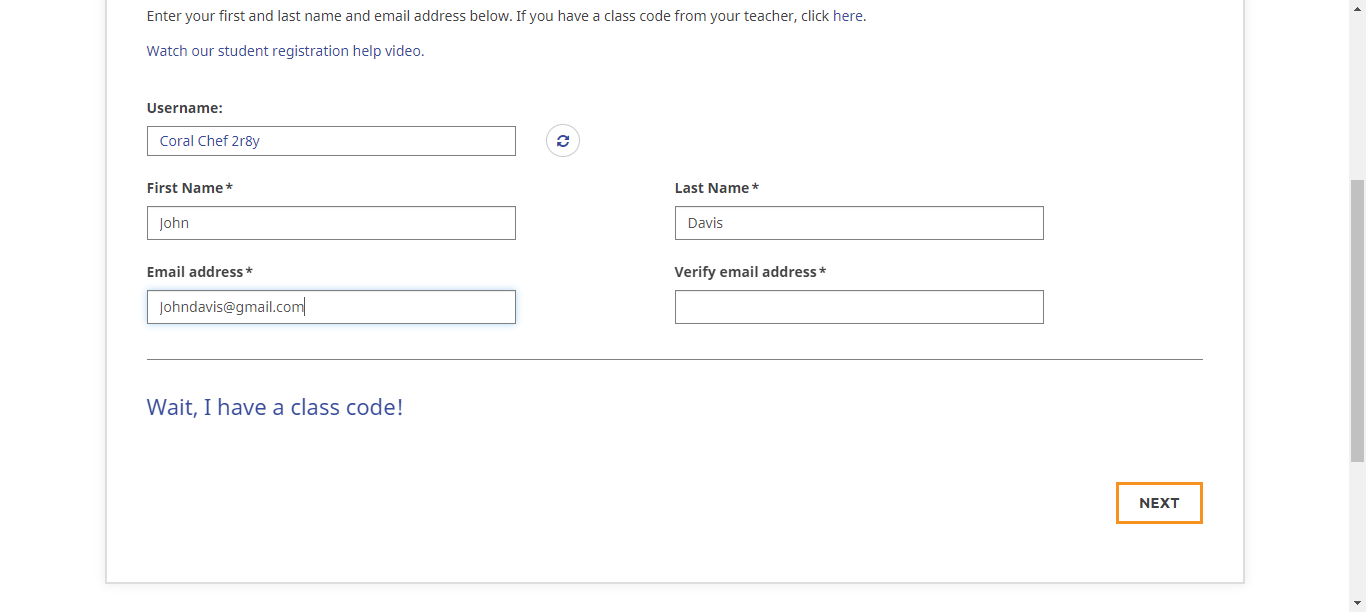 Enter your first and last name and email address below. If you have a class code from your teacher, click here.
Watch our student registration help video.
Username:
Coral Chef 2r8y
First Name* Last Name*
John Davis
Email address* Verify email address*
Johndavis@gmail.com
Wait, I have a class code!
NEXT